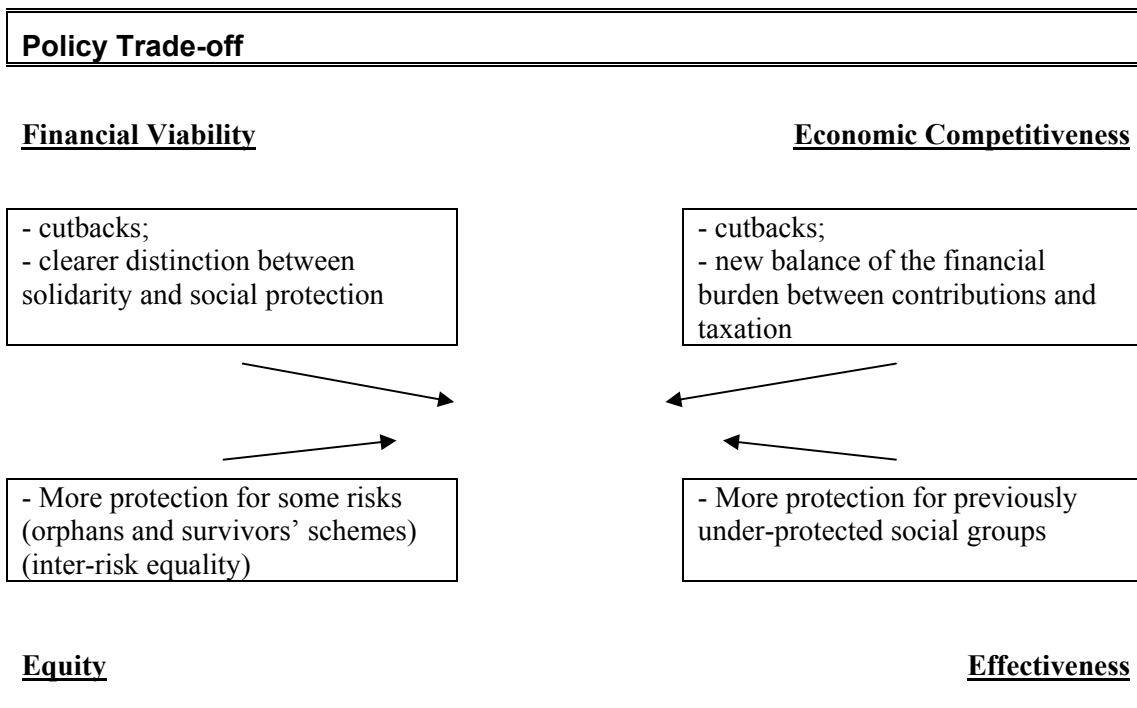 Policy Trade-off
Financial Viability
Economic Competitiveness
- cutbacks;
- clearer distinction between
solidarity and social protection
- cutbacks;
- new balance of the financial
burden between contributions and
taxation
- More protection for some risks
(orphans and survivors’ schemes)
(inter-risk equality)
- More protection for previously
under-protected social groups
Equity
Effectiveness